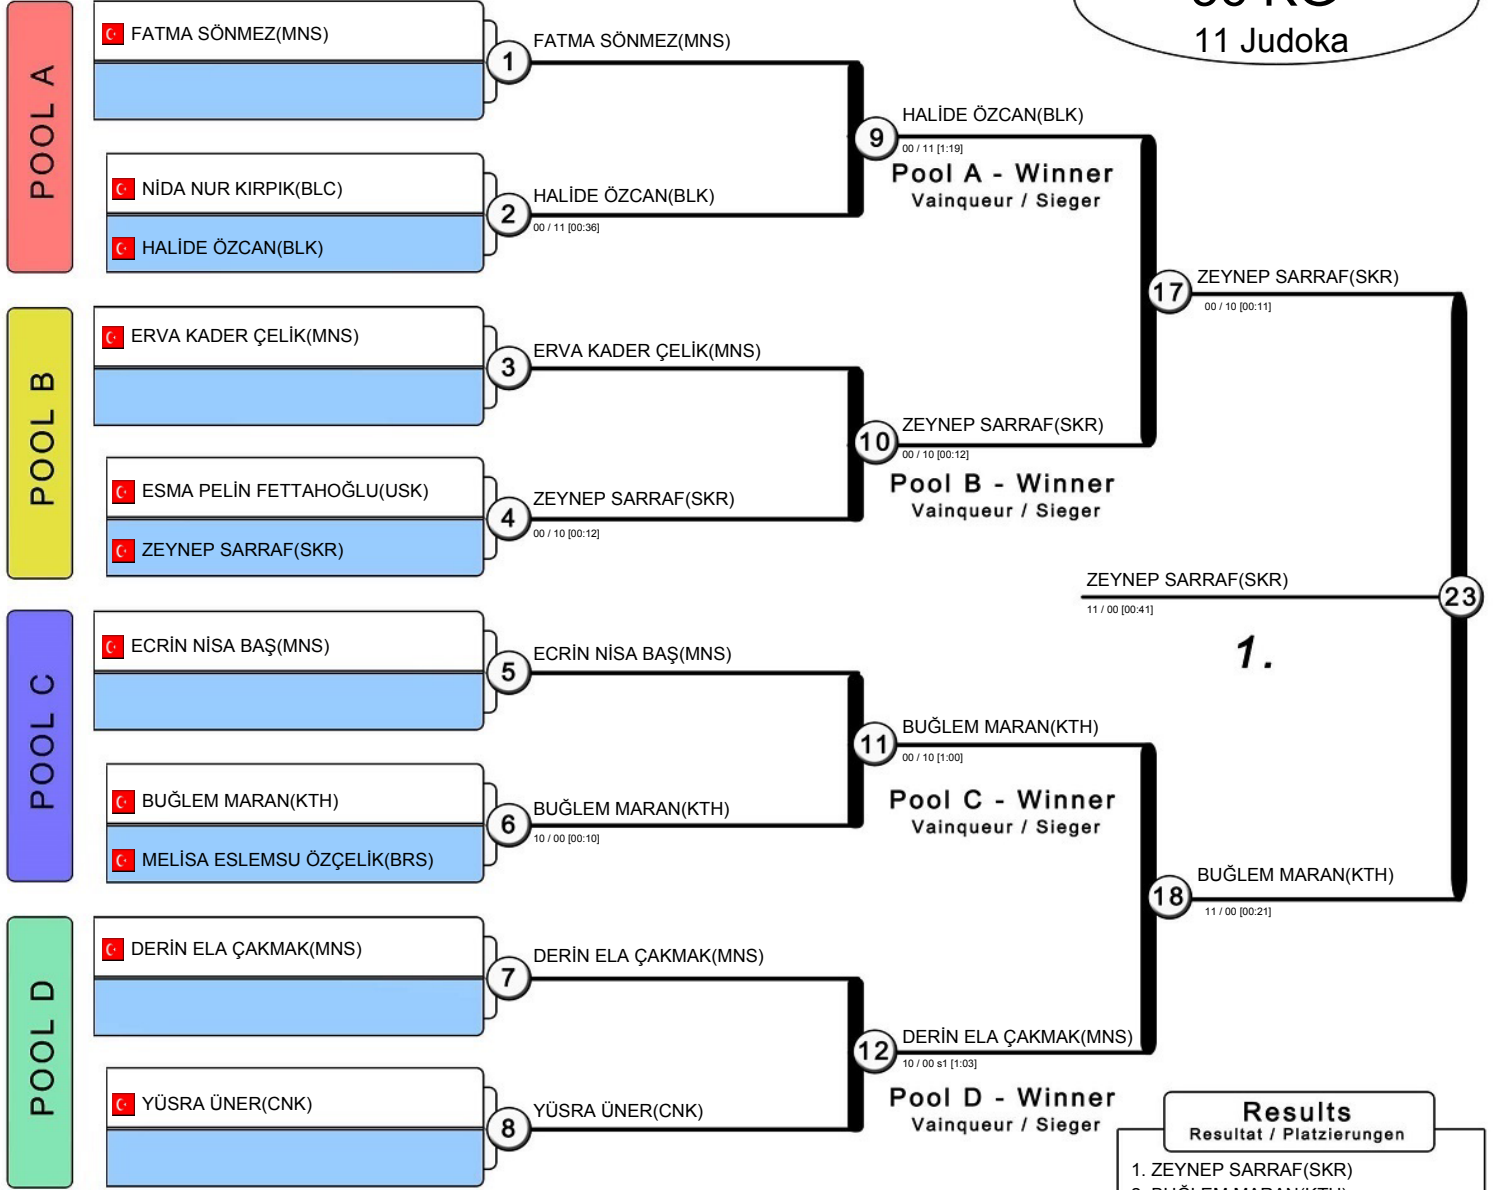 11 Judoka
POOL A
FATMA SÖNMEZ(MNS)
1
FATMA SÖNMEZ(MNS)
NİDA NUR KIRPIK(BLC)
HALİDE ÖZCAN(BLK)
2
HALİDE ÖZCAN(BLK)
00 / 11 [00:36]
9
HALİDE ÖZCAN(BLK)
00 / 11 [1:19]
Pool A - Winner
Vainqueur / Sieger
POOL B
ERVA KADER ÇELİK(MNS)
3
ERVA KADER ÇELİK(MNS)
ESMA PELİN FETTAHOĞLU(USK)
ZEYNEP SARRAF(SKR)
4
ZEYNEP SARRAF(SKR)
00 / 10 [00:12]
10
ZEYNEP SARRAF(SKR)
00 / 10 [00:12]
Pool B - Winner
Vainqueur / Sieger
17
ZEYNEP SARRAF(SKR)
00 / 10 [00:11]
POOL C
ECRİN NİSA BAŞ(MNS)
5
ECRİN NİSA BAŞ(MNS)
BUĞLEM MARAN(KTH)
MELİSA ESLEMSU ÖZÇELİK(BRS)
6
BUĞLEM MARAN(KTH)
10 / 00 [00:10]
11
BUĞLEM MARAN(KTH)
00 / 10 [1:00]
Pool C - Winner
Vainqueur / Sieger
POOL D
DERİN ELA ÇAKMAK(MNS)
7
DERİN ELA ÇAKMAK(MNS)
YÜSRA ÜNER(CNK)
8
YÜSRA ÜNER(CNK)
12
DERİN ELA ÇAKMAK(MNS)
10 / 00 s1 [1:03]
Pool D - Winner
Vainqueur / Sieger
18
BUĞLEM MARAN(KTH)
11 / 00 [00:21]
ZEYNEP SARRAF(SKR)
11 / 00 [00:41]
23
1.
Results
Resultat / Platzierungen
1. ZEYNEP SARRAF(SKR)
2. BUĞLEM MARAN(KTH)